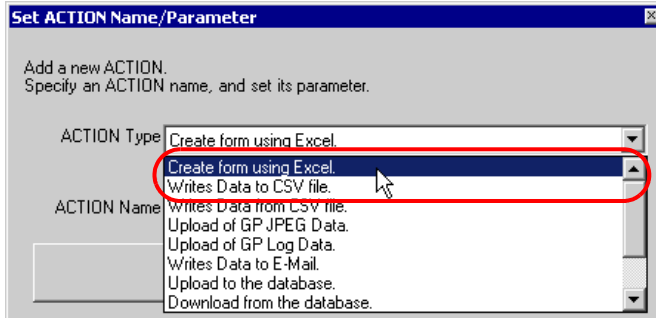 Set ACTION Name/Parameter
Add a new ACTION.
Specify an ACTION name, and set its parameter.
ACTION Type
Create form using Excel.
Create form using Excel.
Writes Data to CSV file.
ACTION Name
Writes Data from CSV file.
Upload of GP JPEG Data.
Upload of GP Log Data.
Writes Data to E-Mail.
Upload to the database.
Download from the database.